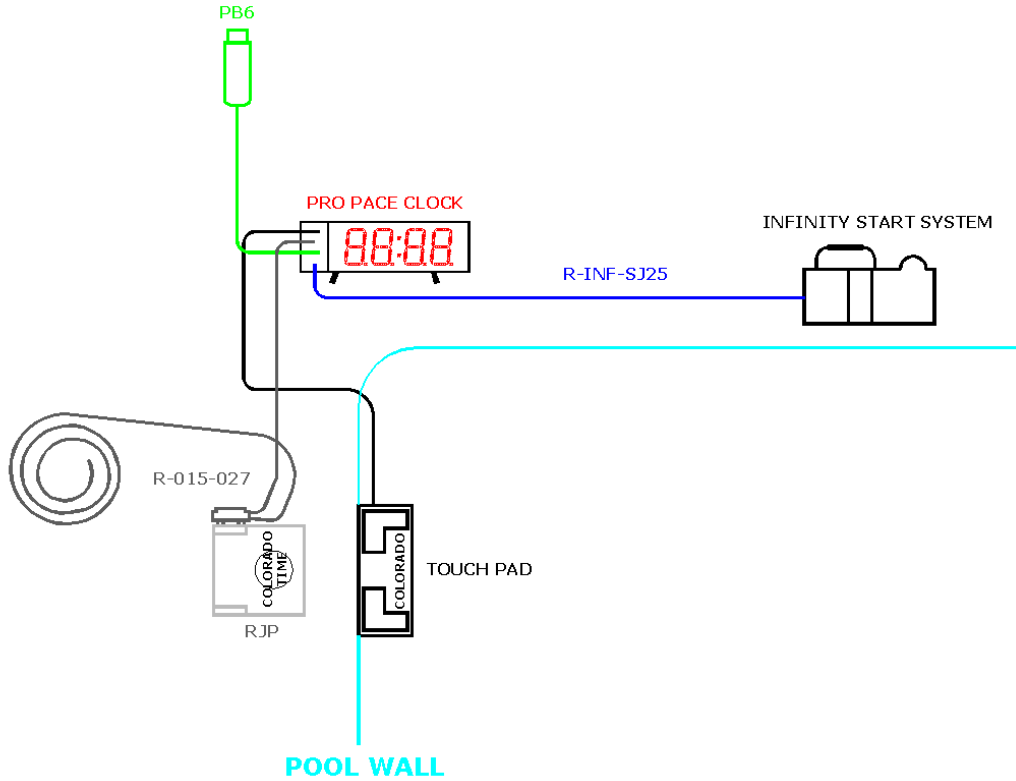 PB6
PRO PACE CLOCK
88:88
INFINITY START SYSTEM
R-INF-SJ25
R-015-027
COLORADO
TIME
COLORADO
TOUCH PAD
RJP
POOL WALL